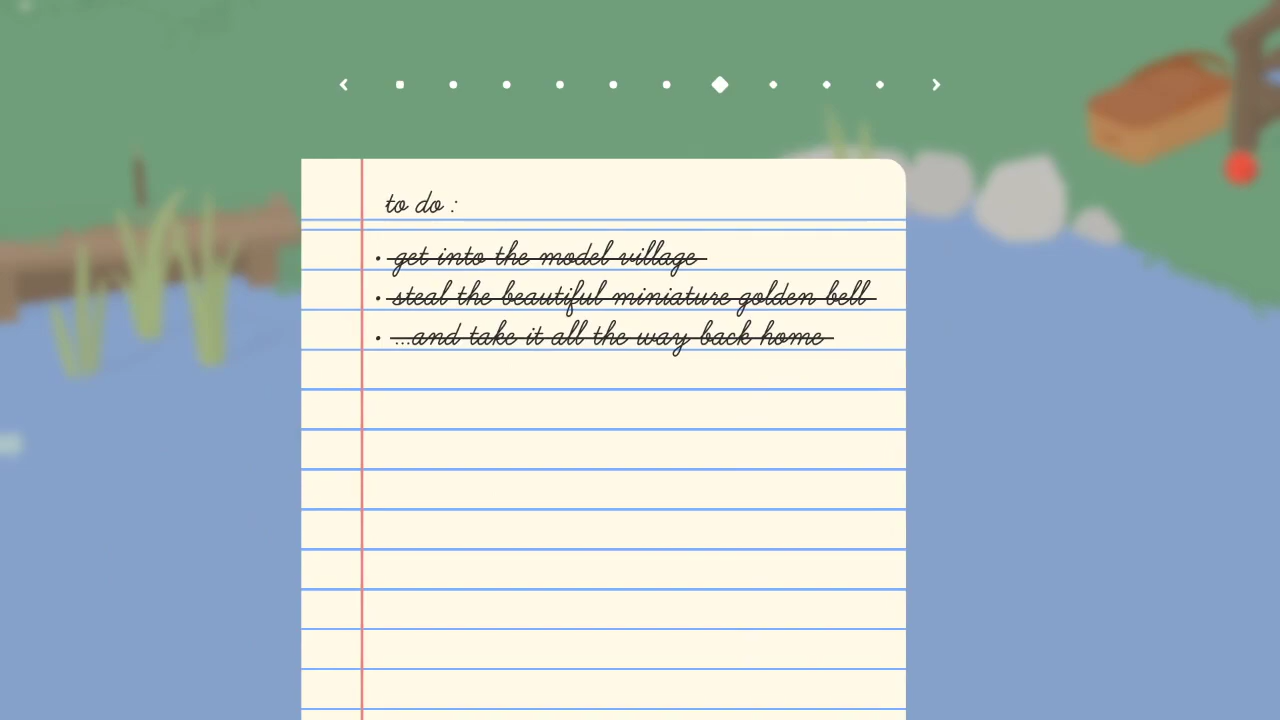 to do :
• get into the model village
• steal the beautiful miniature golden bell
• ...and take it all the way back home